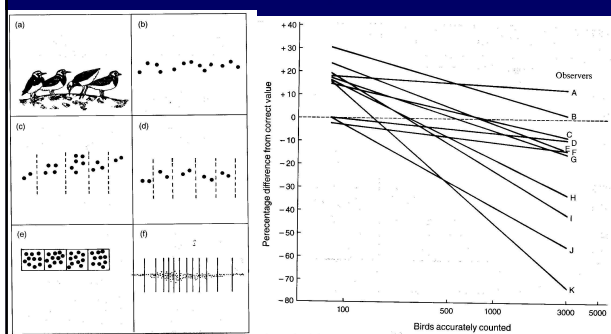 (a)
(b)
(c)
(d)
(e)
(f)
Perecentage difference from correct value
+ 40
+ 30
+ 20
+ 10
0
− 10
− 20
− 30
− 40
− 50
− 60
− 70
− 80
Observers
A
B
C
D
E
F
G
H
I
J
K
100
500
1000
3000
5000
Birds accurately counted